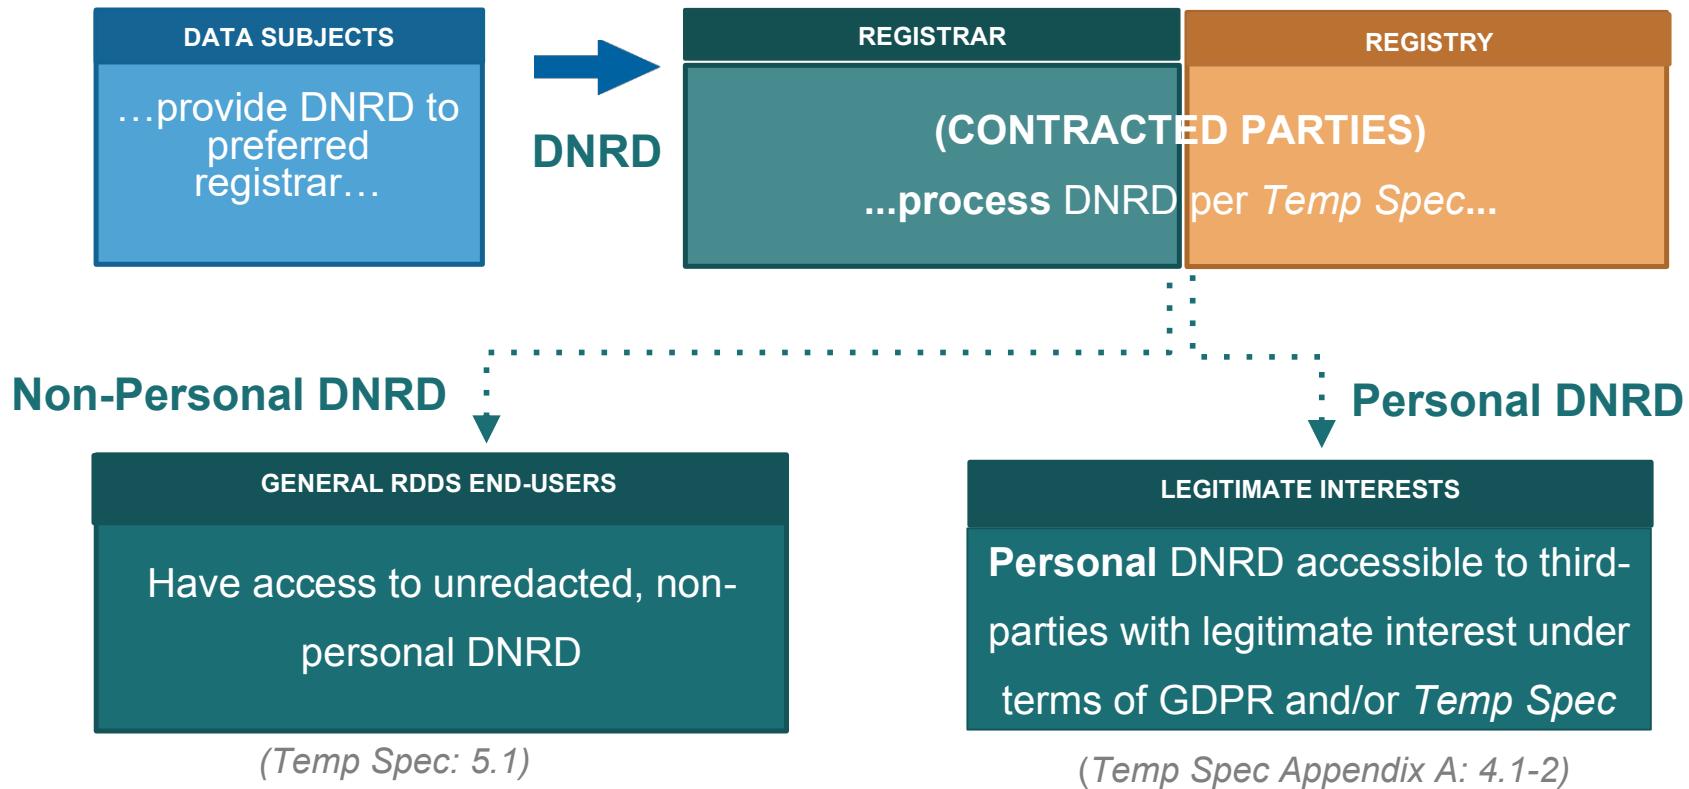 DATA SUBJECTS
…provide DNRD to
preferred
registrar…
DNRD
REGISTRAR
REGISTRY
(CONTRACTED PARTIES)
...process DNRD per Temp Spec...
Non-Personal DNRD
Personal DNRD
GENERAL RDDS END-USERS
Have access to unredacted, non-
personal DNRD
(Temp Spec: 5.1)
LEGITIMATE INTERESTS
Personal DNRD accessible to third-
parties with legitimate interest under
terms of GDPR and/or Temp Spec
(Temp Spec Appendix A: 4.1-2)